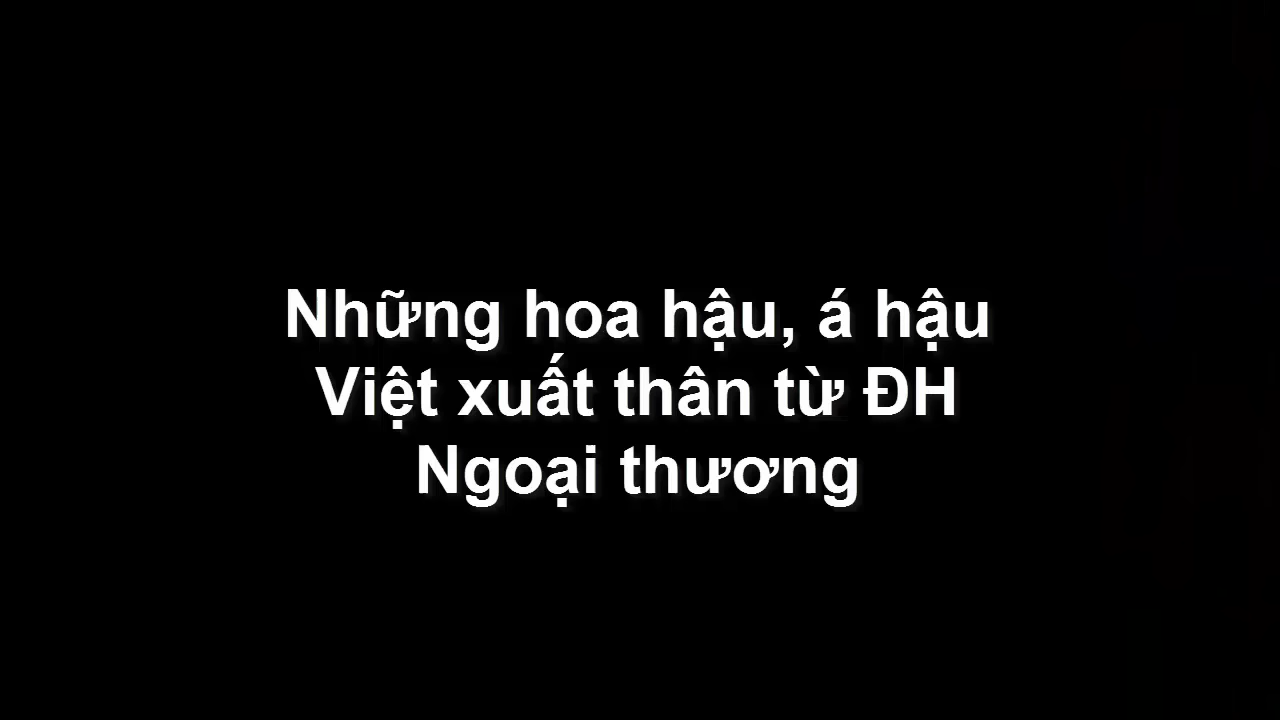 Những hoa hậu, á hậu
Việt xuất thân từ ĐH
Ngoại thương